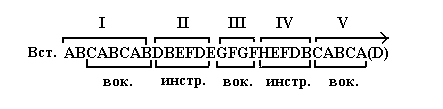 I II III IV V
Вст. ABCABCABDBEFDEGFGFHEFDBCABCA(D)
вок. инстр. вок. инстр. вок.